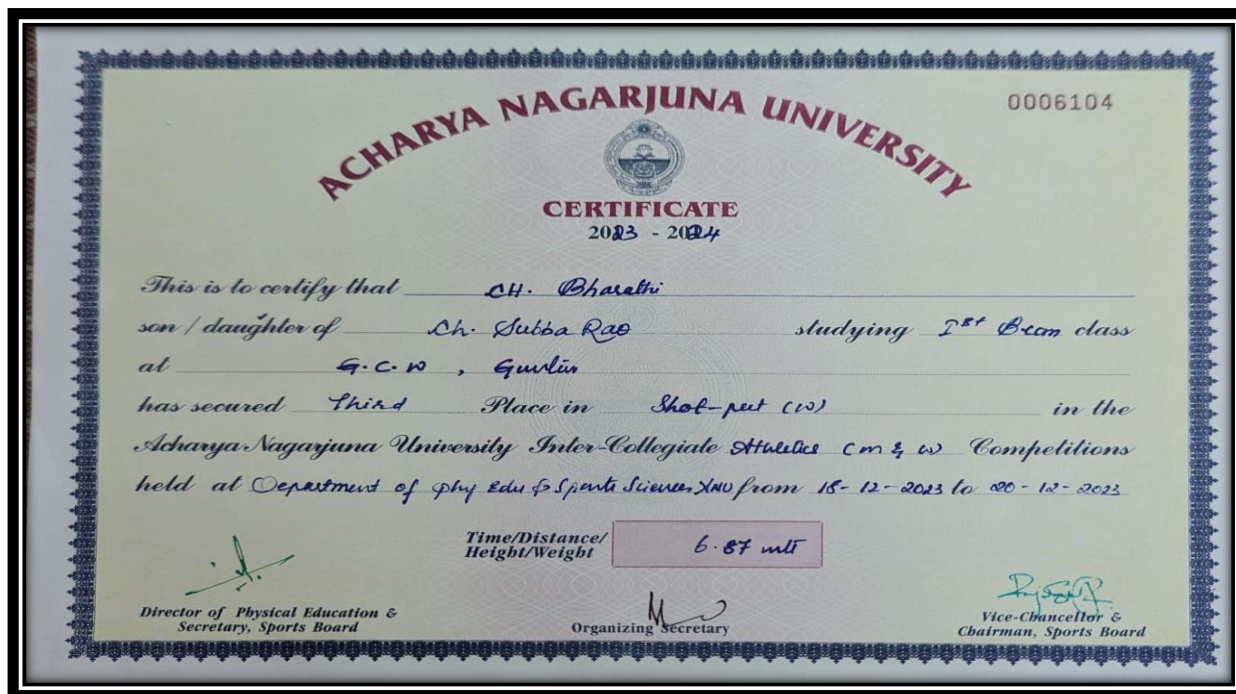 ACHARYA NAGARJUNA UNIVERSITY
0006104
CERTIFICATE
2023 - 2024
This is to certify that CH. Bharathi
son / daughter of Ch. Subba Rao studying Ist B.com class
at G.C.W, Guntur
has secured Third Place in Shot-put (W) in the
Acharya Nagarjuna University Inter-Collegiate Athletics (M & W) Competitions
held at Department of Phy Edu & Sports Sciences ANU from 18-12-2023 to 20-12-2023
Time/Distance/
Height/Weight
6.87 mts
Director of Physical Education &
Secretary, Sports Board
Organizing Secretary
Vice-Chancellor &
Chairman, Sports Board